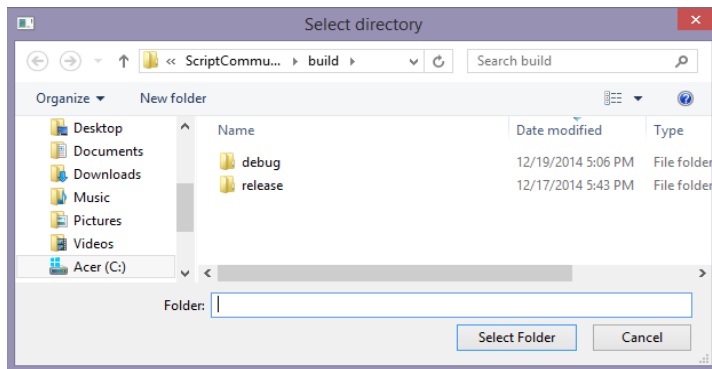 Select directory
« ScriptCommu... build Search build
Organize New folder
Desktop
Documents
Downloads
Music
Pictures
Videos
Acer (C:)
Name Date modified Type
debug 12/19/2014 5:06 PM File folder
release 12/17/2014 5:43 PM File folder
Folder:
Select Folder Cancel